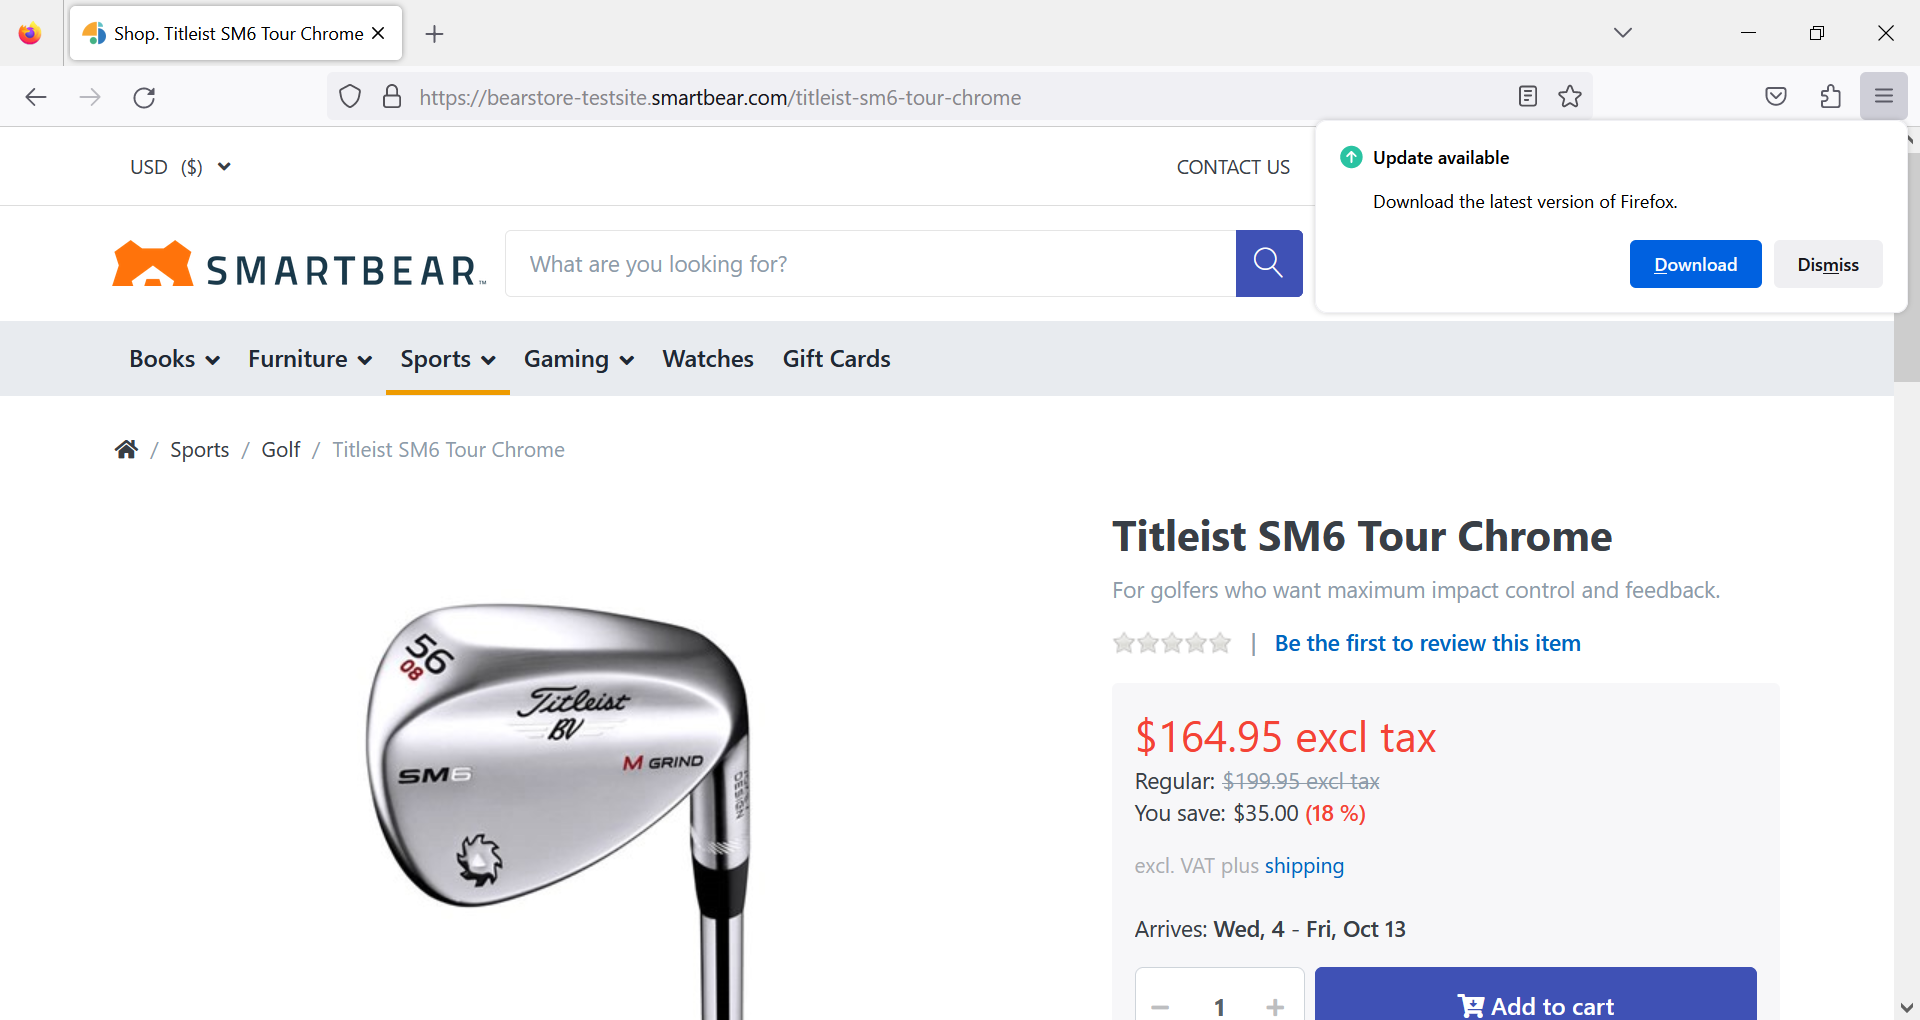 Shop. Titleist SM6 Tour Chrome
https://bearstore-testsite.smartbear.com/titleist-sm6-tour-chrome
Update available
Download the latest version of Firefox.
Download
Dismiss
USD ($)
CONTACT US
SMARTBEAR™
What are you looking for?
Books
Furniture
Sports
Gaming
Watches
Gift Cards
/ Sports / Golf / Titleist SM6 Tour Chrome
56
08
Titleist
BV
SM6
M GRIND
Titleist SM6 Tour Chrome
For golfers who want maximum impact control and feedback.
| Be the first to review this item
$164.95 excl tax
Regular: $199.95 excl tax
You save: $35.00 (18 %)
excl. VAT plus shipping
Arrives: Wed, 4 - Fri, Oct 13
1
Add to cart